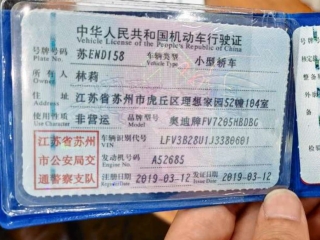 中华人民共和国机动车行驶证
Vehicle License of the People's Republic of China
号牌号码 苏END158 车辆类型 小型轿车
Plate No. Vehicle Type
所有人 林莉
Owner
住址 江苏省苏州市虎丘区理想家园52幢104室
Address
使用性质 非营运 品牌型号 奥迪牌FV7205HBDBG
Use Character Model
江苏省苏州市公安局交通警察支队
车辆识别代号 LFV3B28U1J3380601
VIN
发动机号码 A52685
Engine No.
注册日期 2019-03-12 发证日期 2019-03-12
Register Date Issue Date